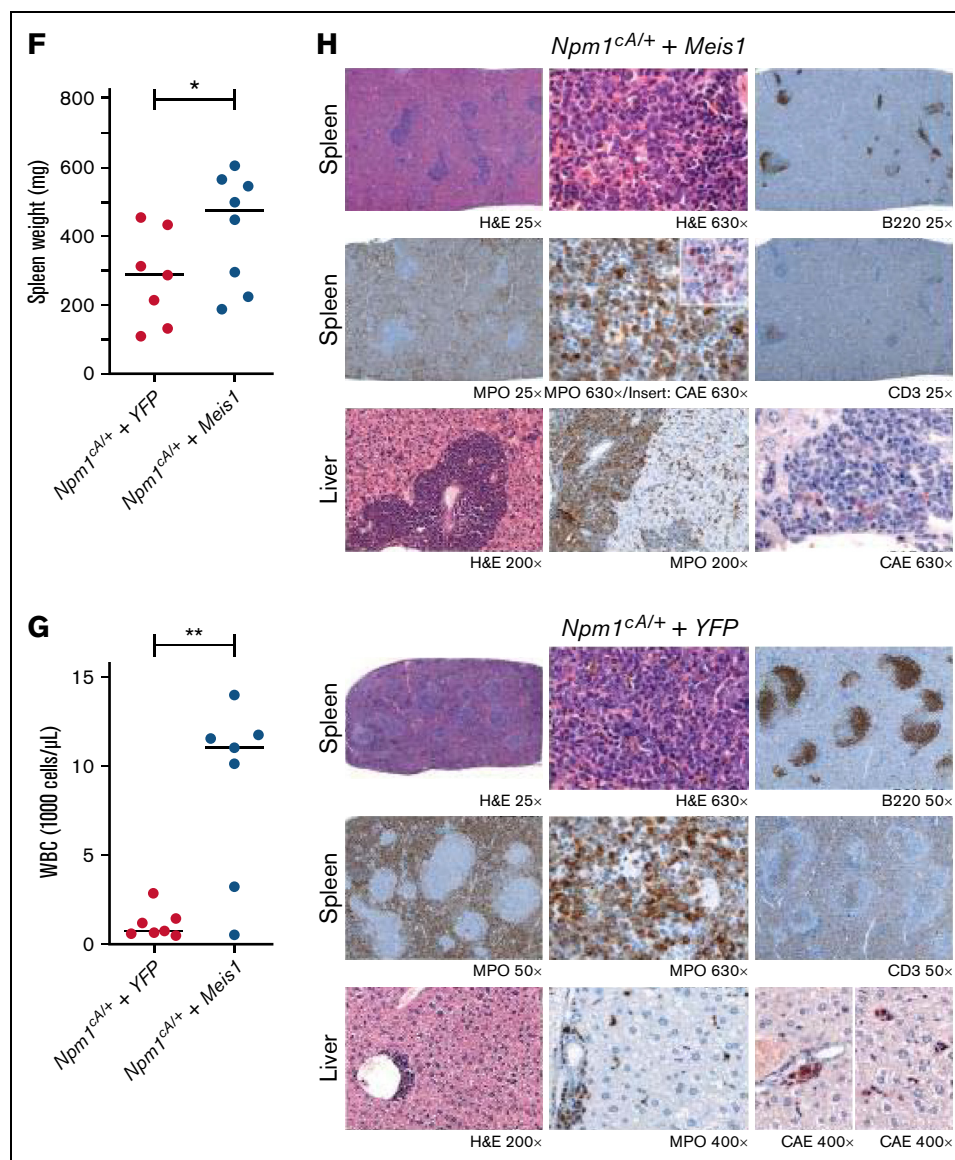 F
*
800
600
400
200
0
Spleen weight (mg)
Npm1cA/+ + YFP
Npm1cA/+ + Meis1
G
**
15
10
5
0
WBC (1000 cells/µL)
Npm1cA/+ + YFP
Npm1cA/+ + Meis1
H
Npm1cA/+ + Meis1
Spleen
H&E 25×
H&E 630×
B220 25×
Spleen
MPO 25×
MPO 630×/Insert: CAE 630×
CD3 25×
Liver
H&E 200×
MPO 200×
CAE 630×
Npm1cA/+ + YFP
Spleen
H&E 25×
H&E 630×
B220 50×
Spleen
MPO 50×
MPO 630×
CD3 50×
Liver
H&E 200×
MPO 400×
CAE 400×
CAE 400×